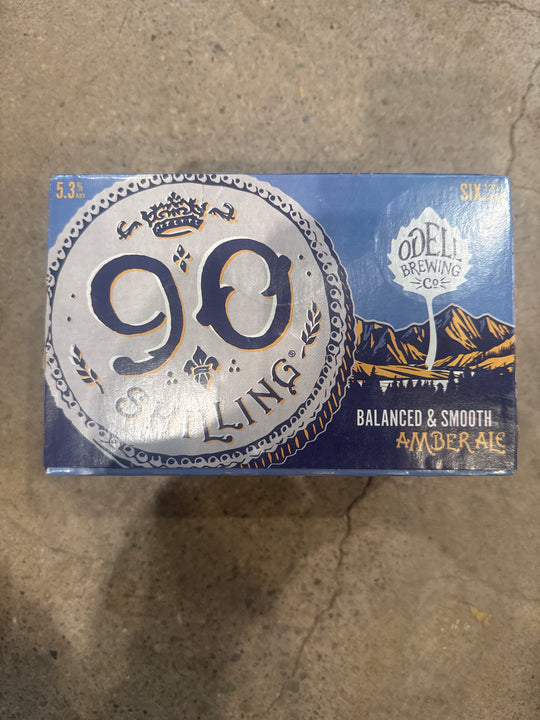 5.3% ABV
SIX
90
SHILLING®
ODELL
BREWING
CO
BALANCED & SMOOTH
AMBER ALE